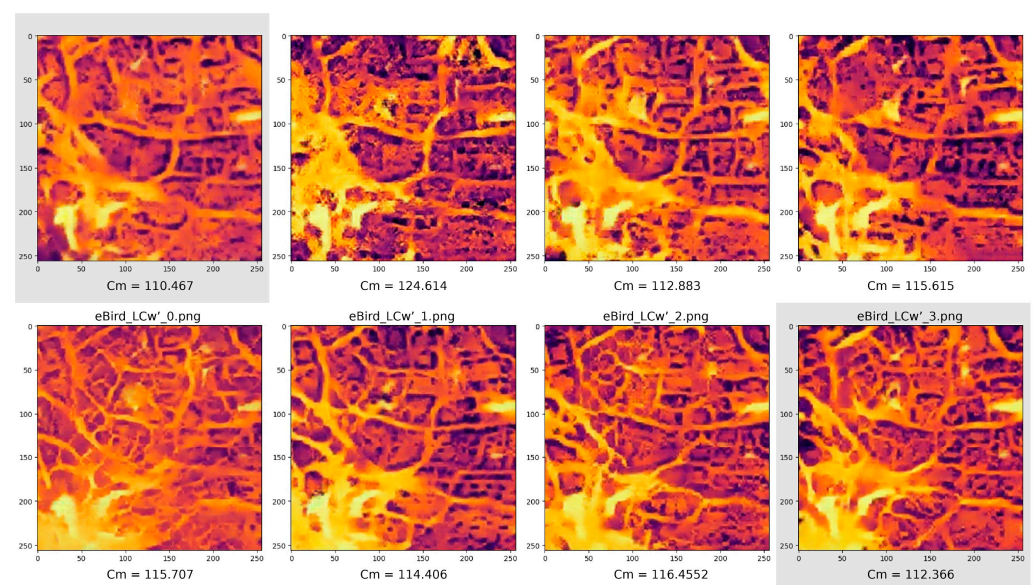 0
50
100
150
200
250
0 50 100 150 200 250
Cm = 110.467
0
50
100
150
200
250
0 50 100 150 200 250
Cm = 124.614
0
50
100
150
200
250
0 50 100 150 200 250
Cm = 112.883
0
50
100
150
200
250
0 50 100 150 200 250
Cm = 115.615
eBird_LCw’_0.png
0
50
100
150
200
250
0 50 100 150 200 250
Cm = 115.707
eBird_LCw’_1.png
0
50
100
150
200
250
0 50 100 150 200 250
Cm = 114.406
eBird_LCw’_2.png
0
50
100
150
200
250
0 50 100 150 200 250
Cm = 116.4552
eBird_LCw’_3.png
0
50
100
150
200
250
0 50 100 150 200 250
Cm = 112.366